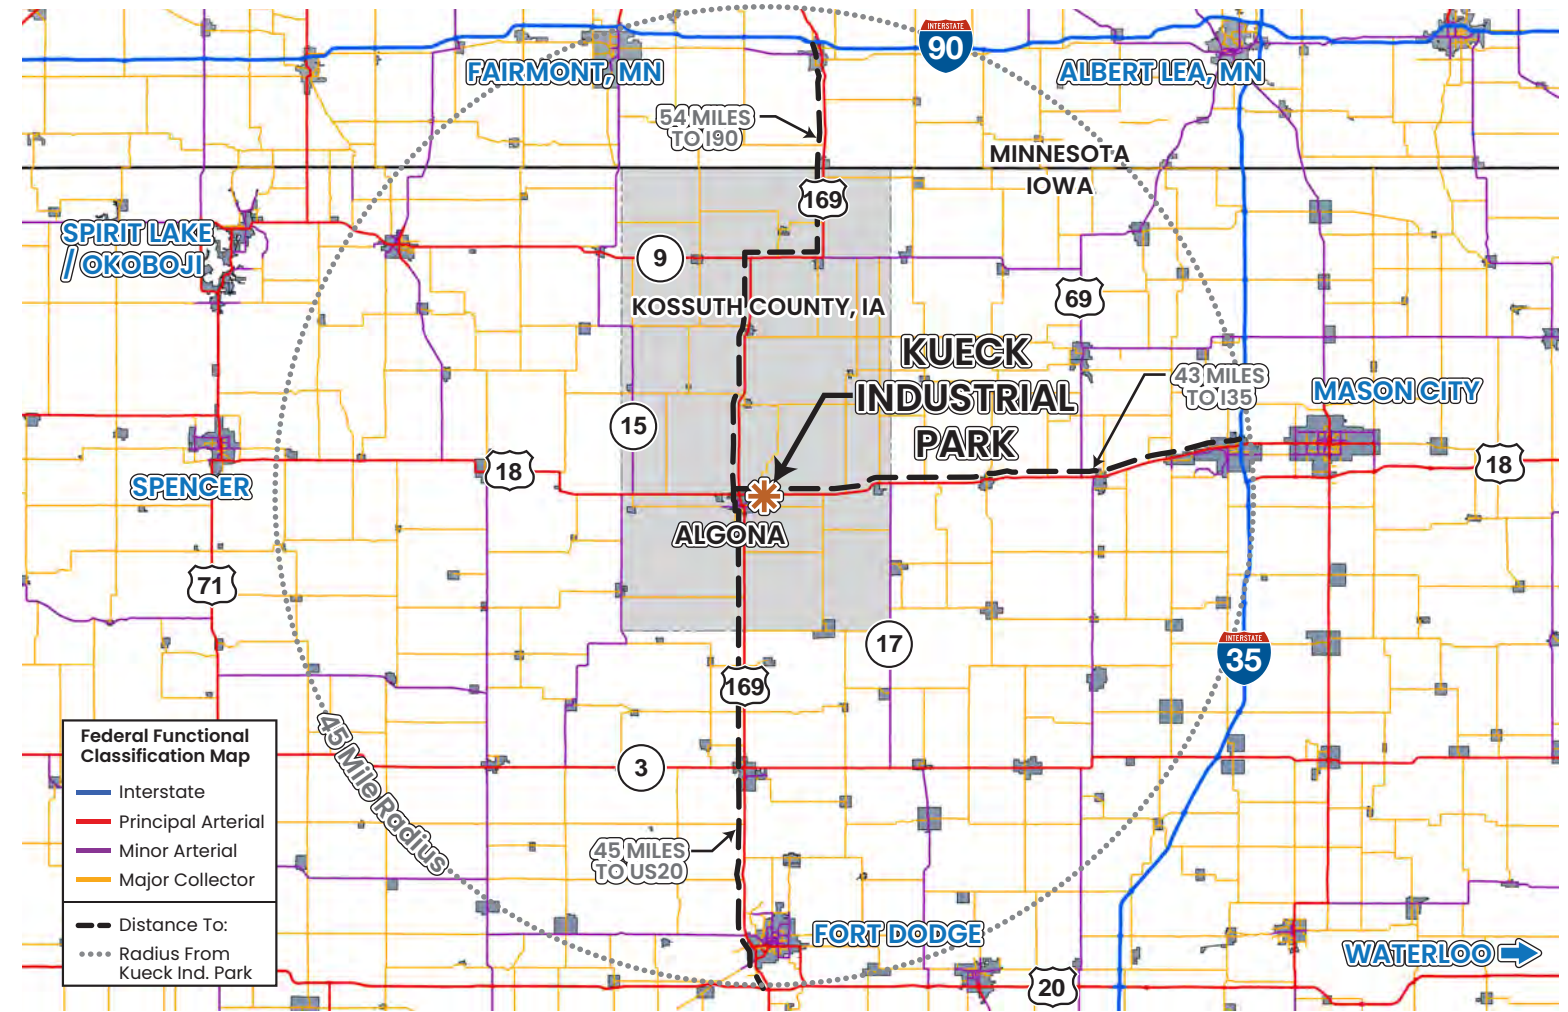 INTERSTATE
90
FAIRMONT, MN
ALBERT LEA, MN
54 MILES
TO I90
MINNESOTA
IOWA
169
SPIRIT LAKE
/ OKOBOJI
9
69
KOSSUTH COUNTY, IA
KUECK
INDUSTRIAL
PARK
43 MILES
TO I35
MASON CITY
15
18
18
SPENCER
ALGONA
71
17
INTERSTATE
35
169
45 Mile Radius
3
45 MILES
TO US20
FORT DODGE
WATERLOO
20
Federal Functional
Classification Map
Interstate
Principal Arterial
Minor Arterial
Major Collector
Distance To:
Radius From
Kueck Ind. Park